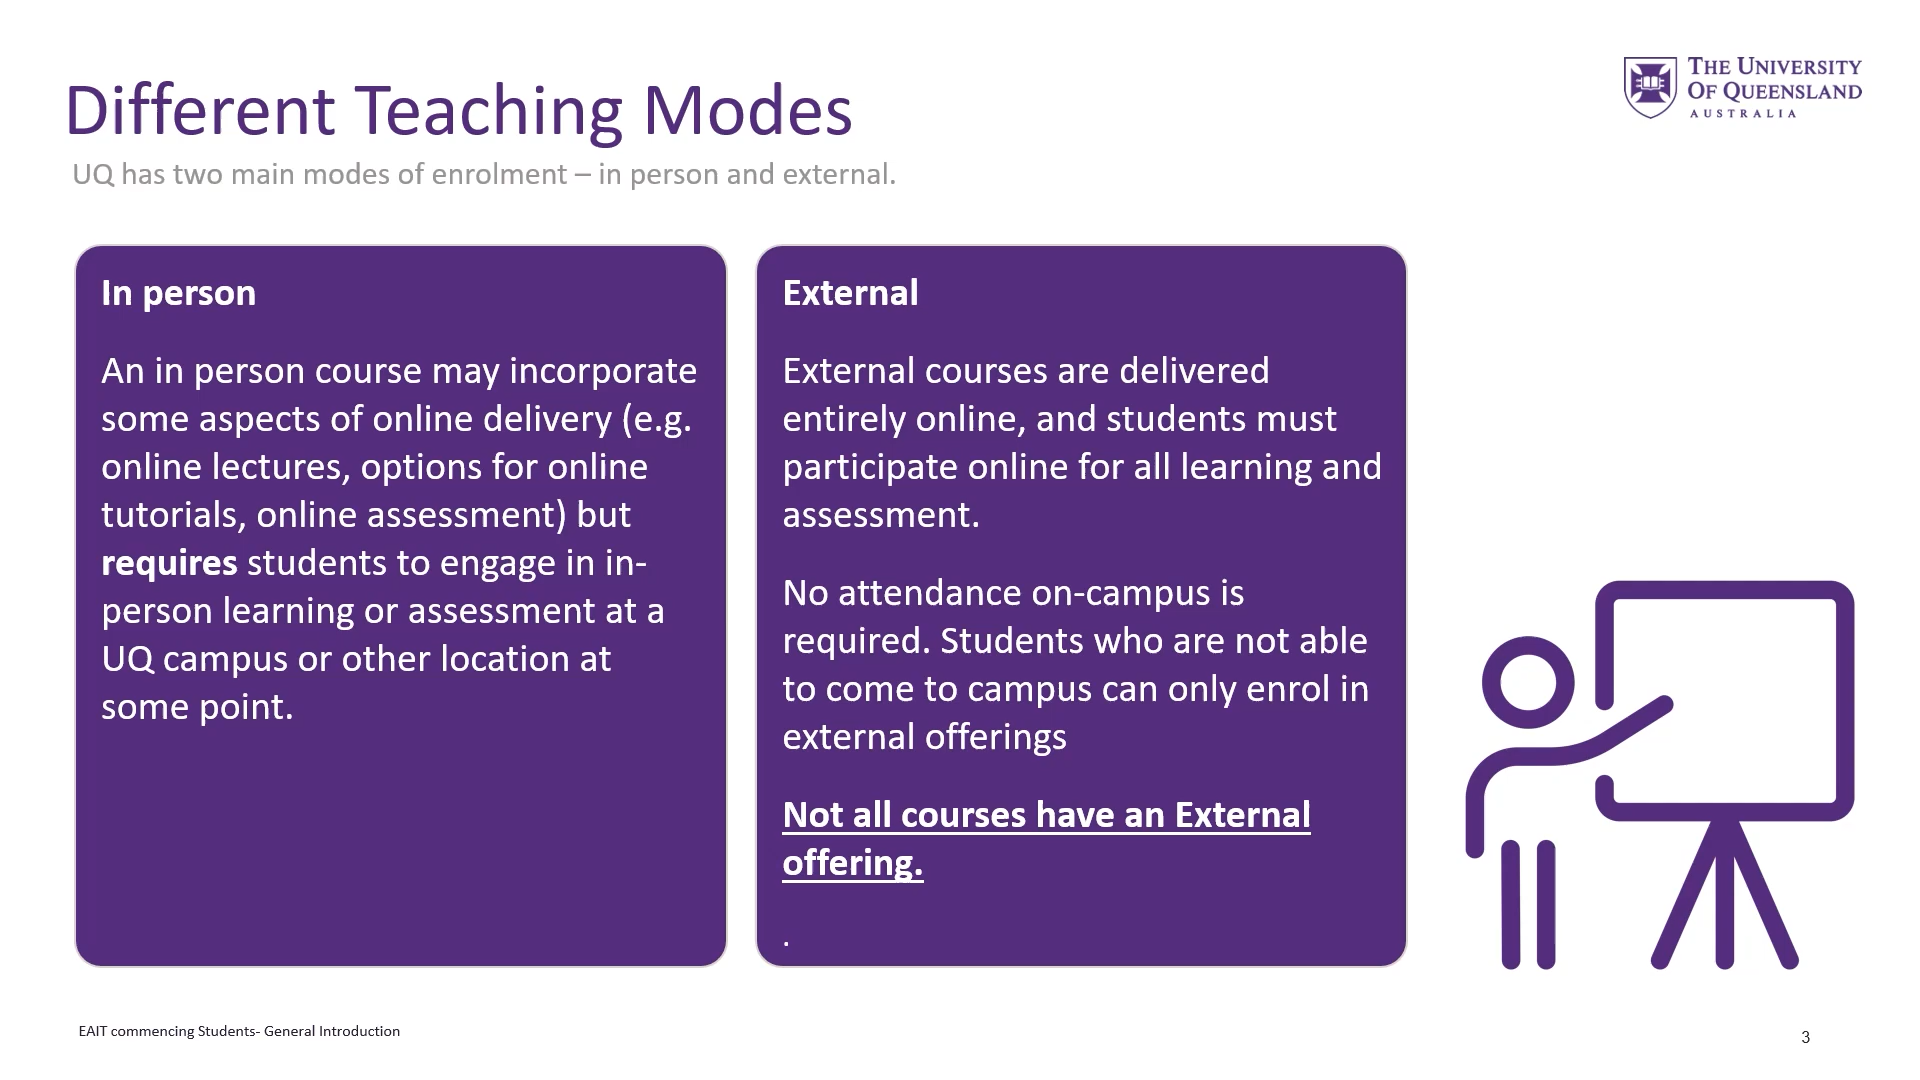 Different Teaching Modes
UQ has two main modes of enrolment – in person and external.
THE UNIVERSITY
OF QUEENSLAND
AUSTRALIA
In person
An in person course may incorporate
some aspects of online delivery (e.g.
online lectures, options for online
tutorials, online assessment) but
requires students to engage in in-
person learning or assessment at a
UQ campus or other location at
some point.
External
External courses are delivered
entirely online, and students must
participate online for all learning and
assessment.
No attendance on-campus is
required. Students who are not able
to come to campus can only enrol in
external offerings
Not all courses have an External
offering.
.
EAIT commencing Students- General Introduction
3